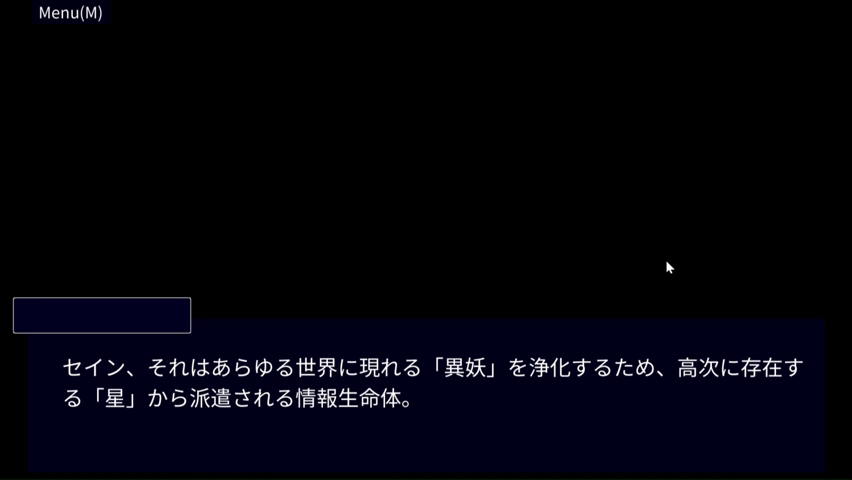 Menu(M)
セイン、それはあらゆる世界に現れる「異妖」を浄化するため、高次に存在す
る「星」から派遣される情報生命体。